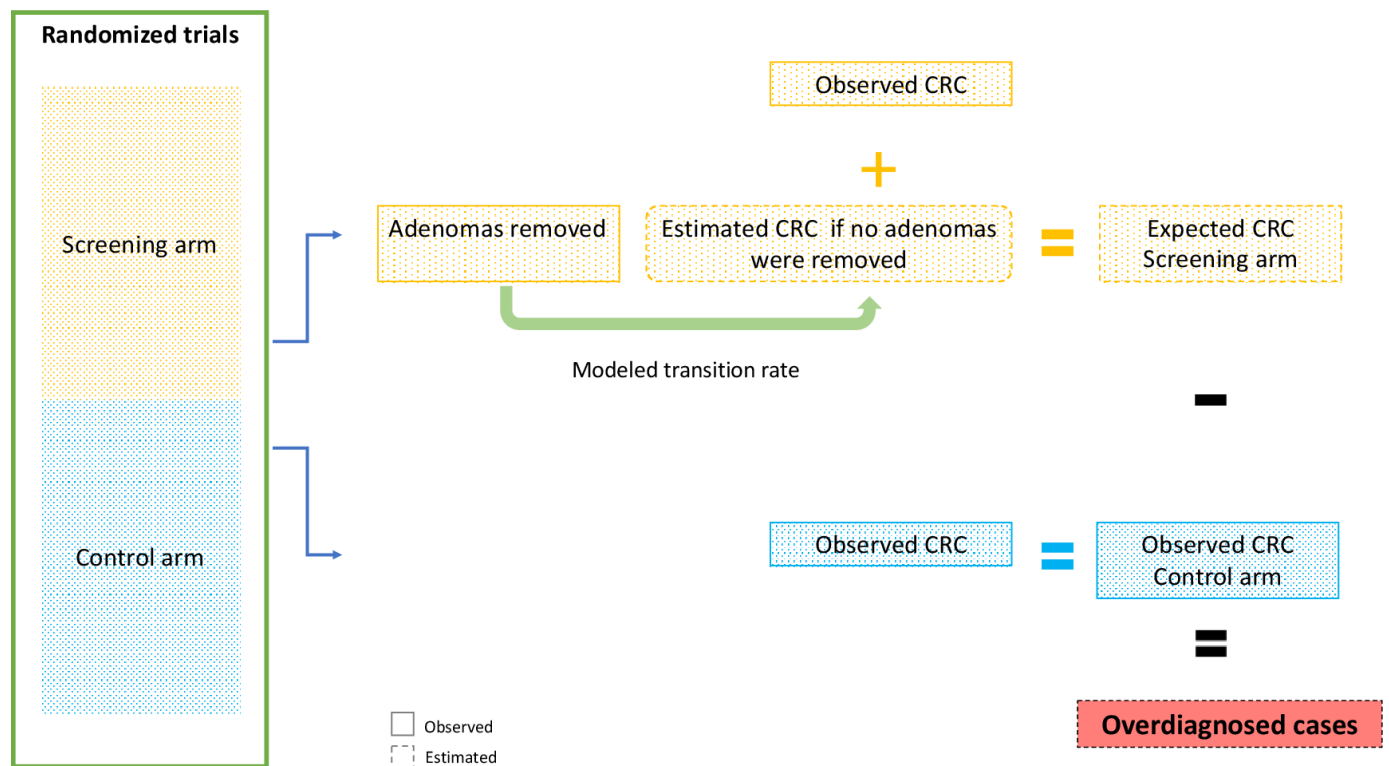 Randomized trials
Screening arm
Control arm
Observed CRC
+
Adenomas removed
Estimated CRC if no adenomas
were removed
=
Expected CRC
Screening arm
Modeled transition rate
-
Observed CRC
=
Observed CRC
Control arm
=
Overdiagnosed cases
Observed
Estimated